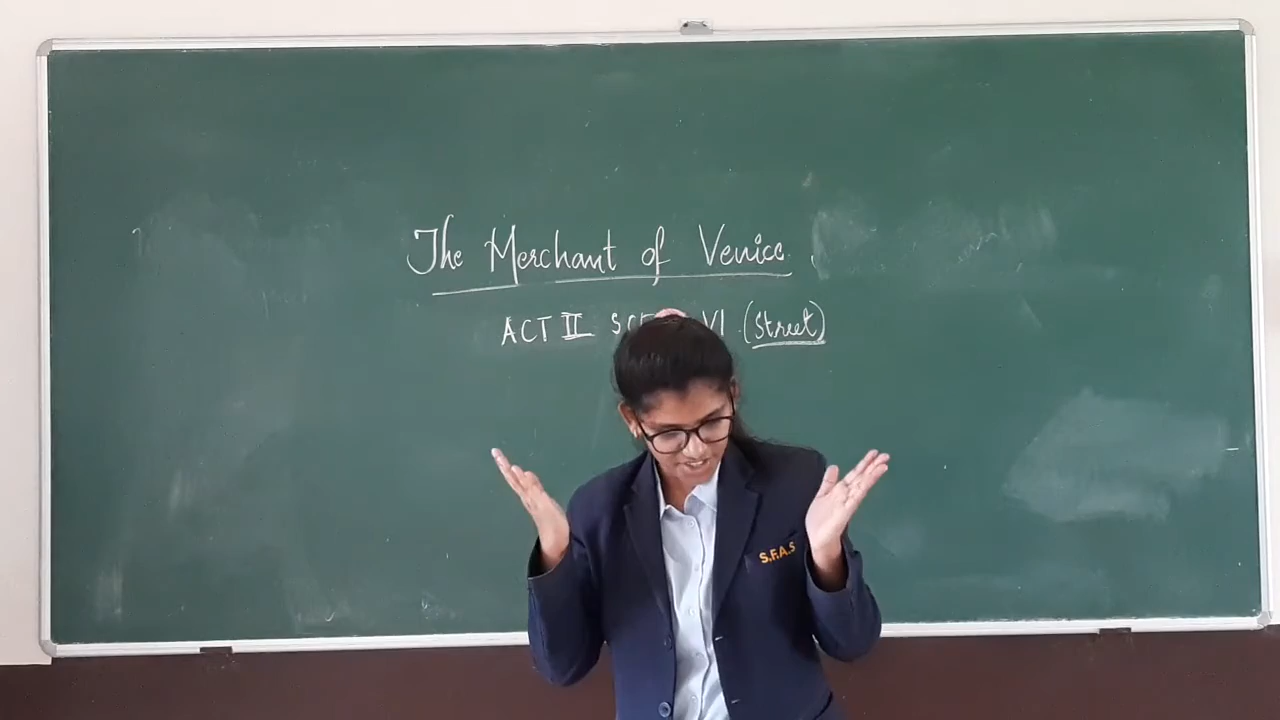 The Merchant of Venice
ACT II VI (Street)
S.F.A.S